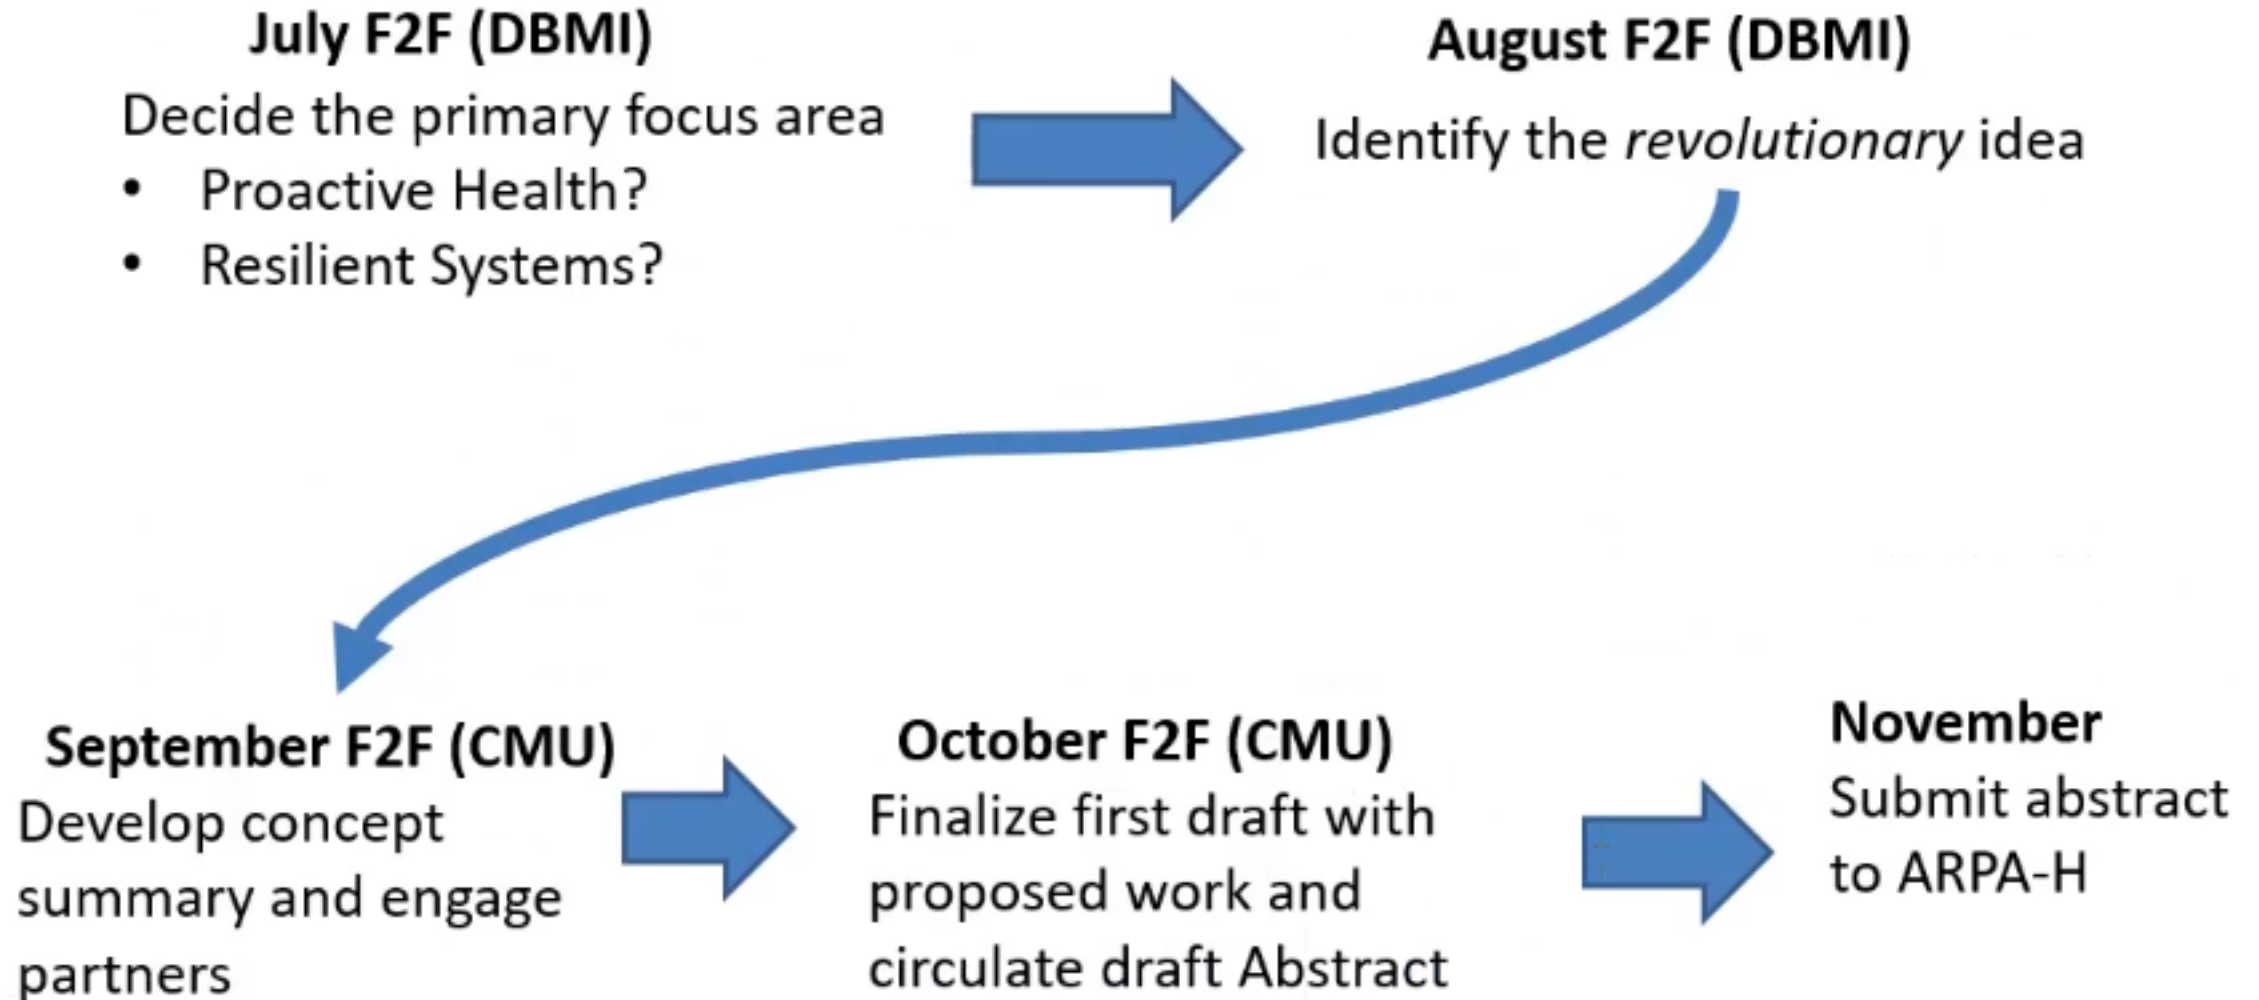 July F2F (DBMI)
Decide the primary focus area
• Proactive Health?
• Resilient Systems?
August F2F (DBMI)
Identify the revolutionary idea
September F2F (CMU)
Develop concept
summary and engage
partners
October F2F (CMU)
Finalize first draft with
proposed work and
circulate draft Abstract
November
Submit abstract
to ARPA-H